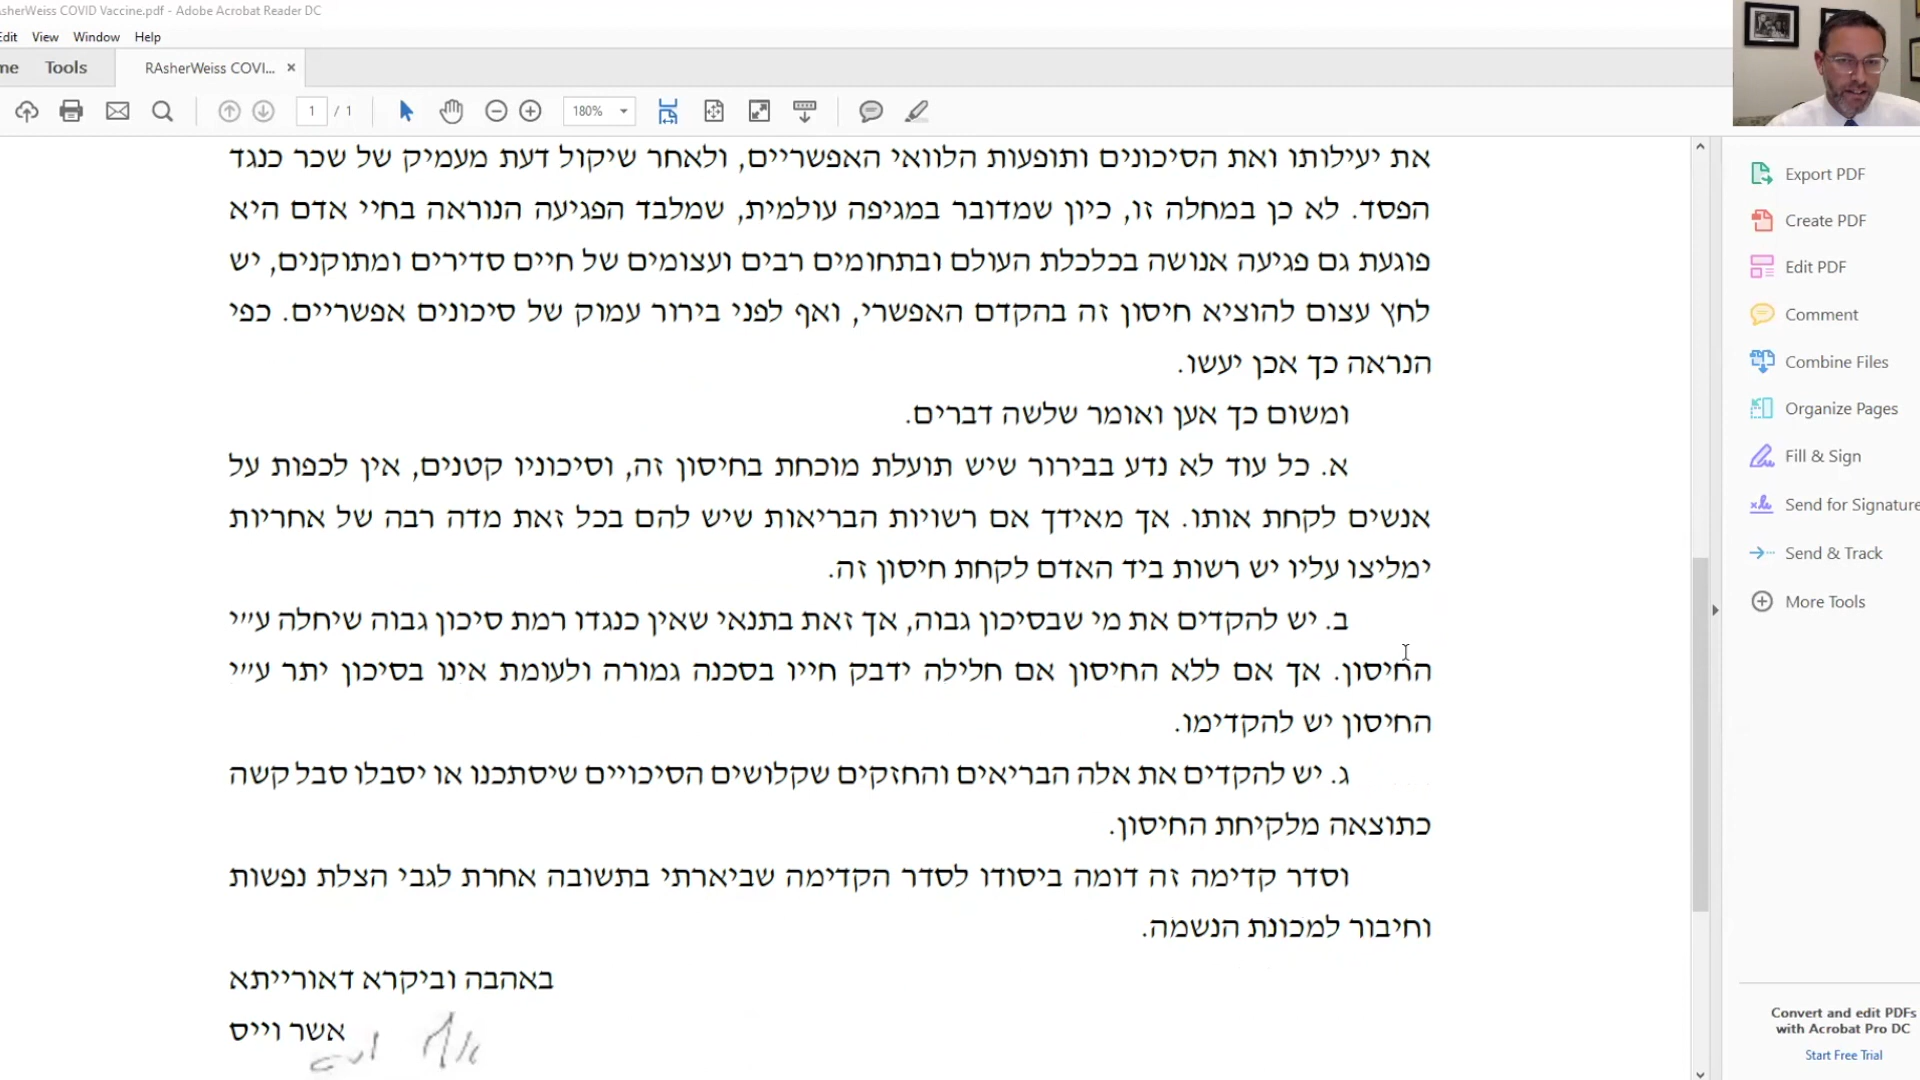 sherWeiss COVID Vaccine.pdf - Adobe Acrobat Reader DC
Edit View Window Help
Tools
RAsherWeiss COVI... ×
1 / 1
180%
את יעילותו ואת הסיכונים ותופעות הלוואי האפשריים, ולאחר שיקול דעת מעמיק של שכר כנגד
הפסד. לא כן במחלה זו, כיון שמדובר במגיפה עולמית, שמלבד הפגיעה הנוראה בחיי אדם היא
פוגעת גם פגיעה אנושה בכלכלת העולם ובתחומים רבים ועצומים של חיים סדירים ומתוקנים, יש
לחץ עצום להוציא חיסון זה בהקדם האפשרי, ואף לפני בירור עמוק של סיכונים אפשריים. כפי
הנראה כך אכן יעשו.
ומשום כך אען ואומר שלשה דברים.
א. כל עוד לא נדע בבירור שיש תועלת מוכחת בחיסון זה, וסיכוניו קטנים, אין לכפות על
אנשים לקחת אותו. אך מאידך אם רשויות הבריאות שיש להם בכל זאת מדה רבה של אחריות
ימליצו עליו יש רשות ביד האדם לקחת חיסון זה.
ב. יש להקדים את מי שבסיכון גבוה, אך זאת בתנאי שאין כנגדו רמת סיכון גבוה שיחלה ע״י
החיסון. אך אם ללא החיסון אם חלילה ידבק חייו בסכנה גמורה ולעומת אינו בסיכון יתר ע״י
החיסון יש להקדימו.
ג. יש להקדים את אלה הבריאים והחזקים שקלושים הסיכויים שיסתכנו או יסבלו סבל קשה
כתוצאה מלקיחת החיסון.
וסדר קדימה זה דומה ביסודו לסדר הקדימה שביארתי בתשובה אחרת לגבי הצלת נפשות
וחיבור למכונת הנשמה.
באהבה וביקרא דאורייתא
אשר וייס
Export PDF
Create PDF
Edit PDF
Comment
Combine Files
Organize Pages
Fill & Sign
Send for Signature
Send & Track
More Tools
Convert and edit PDFs
with Acrobat Pro DC
Start Free Trial